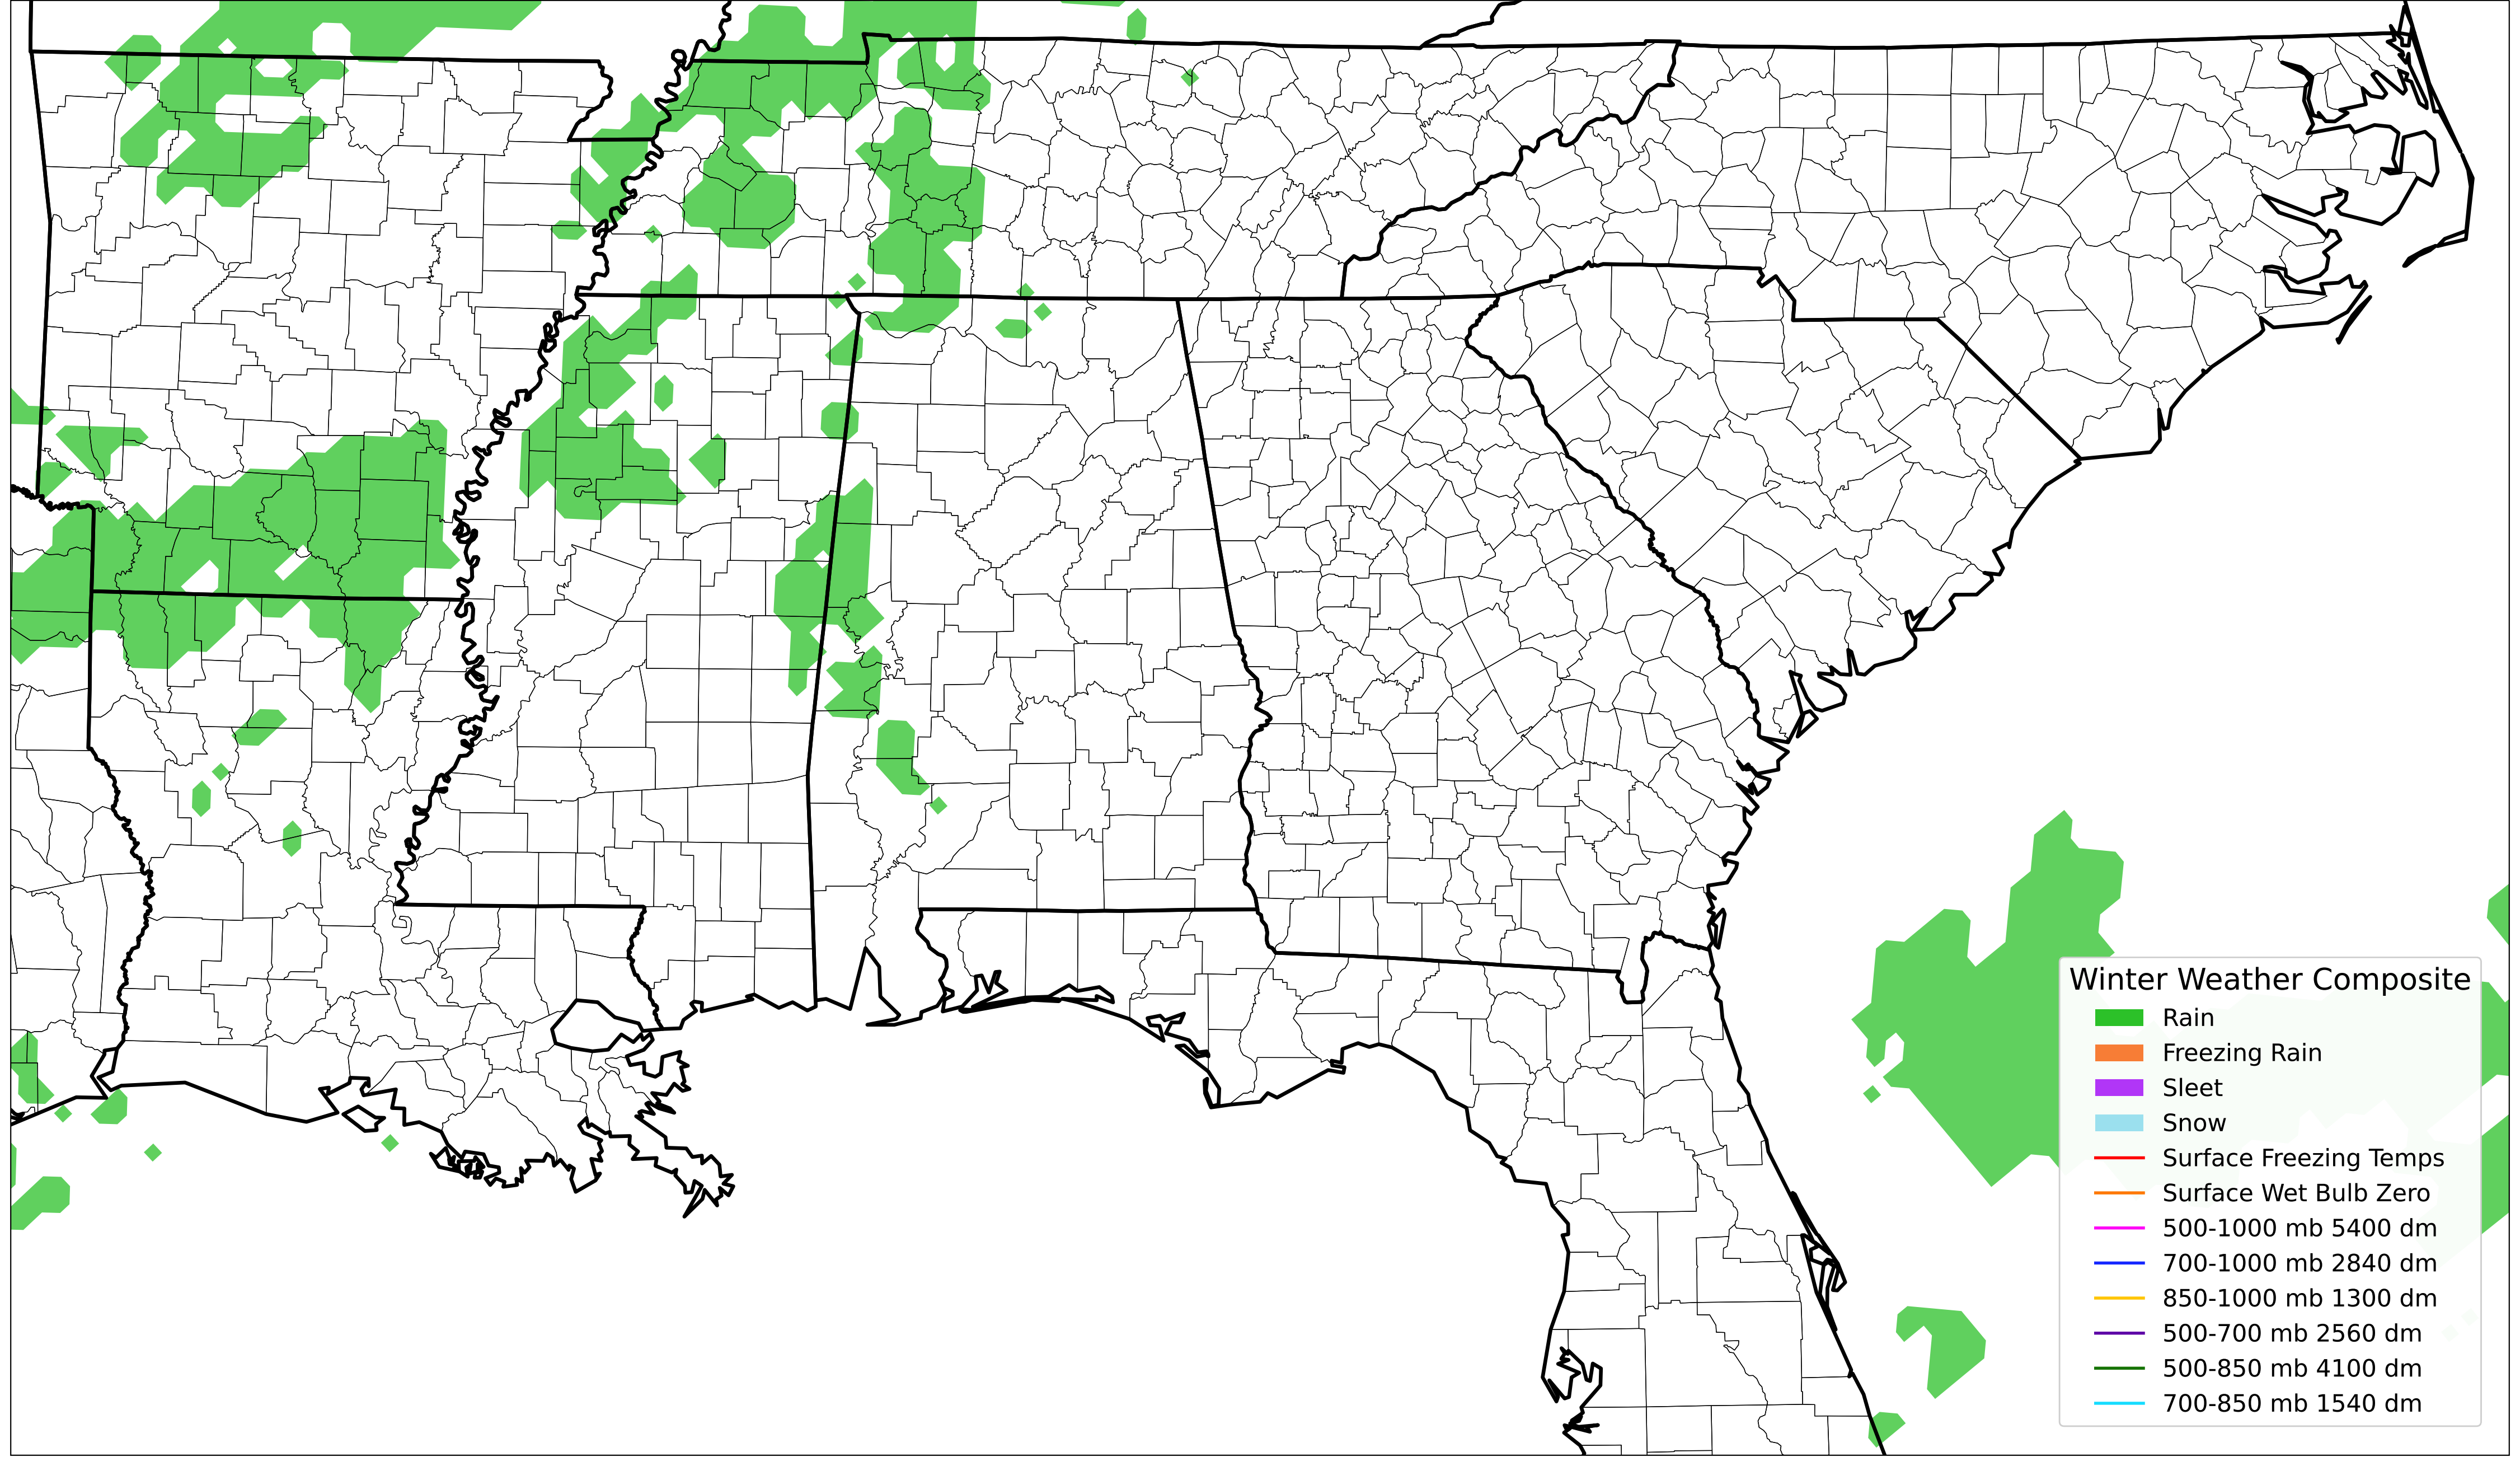 Winter Weather Composite
Rain
Freezing Rain
Sleet
Snow
Surface Freezing Temps
Surface Wet Bulb Zero
500-1000 mb 5400 dm
700-1000 mb 2840 dm
850-1000 mb 1300 dm
500-700 mb 2560 dm
500-850 mb 4100 dm
700-850 mb 1540 dm